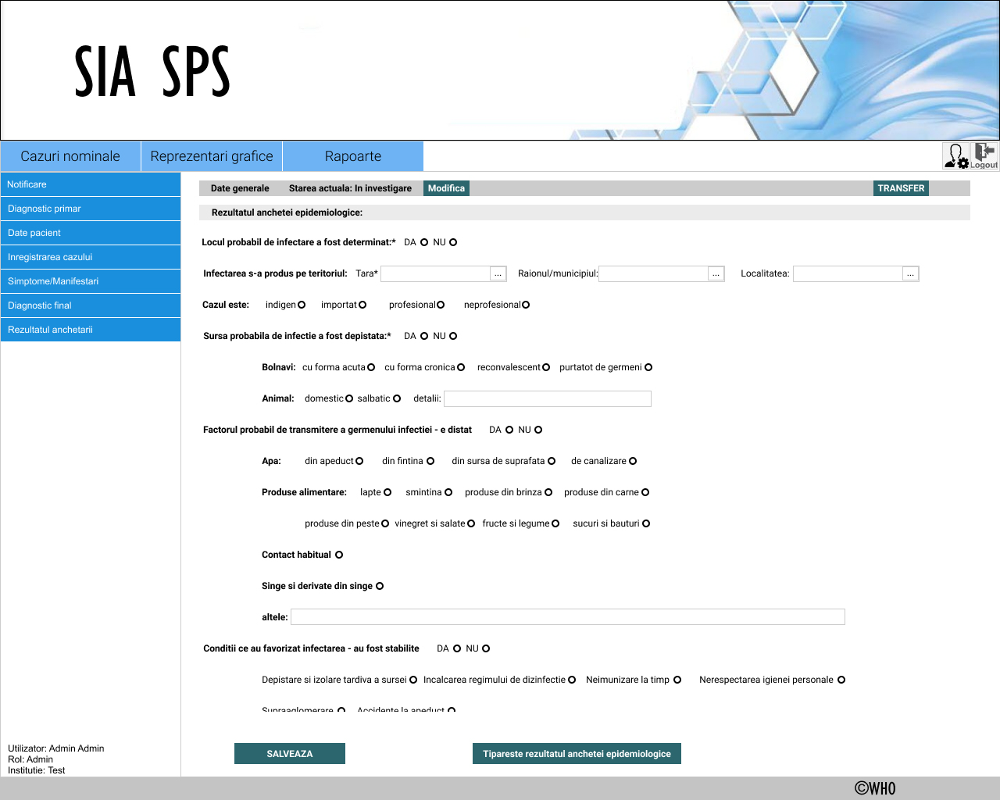 SIA SPS
Cazuri nominale Reprezentari grafice Rapoarte Logout
Notificare
Diagnostic primar
Date pacient
Inregistrarea cazului
Simptome/Manifestari
Diagnostic final
Rezultatul anchetarii
Date generale Starea actuala: In investigare Modifica TRANSFER
Rezultatul anchetei epidemiologice:
Locul probabil de infectare a fost determinat:* DA NU
Infectarea s-a produs pe teritoriul: Tara* ... Raionul/municipiul: ... Localitatea: ...
Cazul este: indigen importat profesional neprofesional
Sursa probabila de infectie a fost depistata:* DA NU
Bolnavi: cu forma acuta cu forma cronica reconvalescent purtatot de germeni
Animal: domestic salbatic detalii:
Factorul probabil de transmitere a germenului infectiei - e distat DA NU
Apa: din apeduct din fintina din sursa de suprafata de canalizare
Produse alimentare: lapte smintina produse din brinza produse din carne
produse din peste vinegret si salate fructe si legume sucuri si bauturi
Contact habitual
Singe si derivate din singe
altele:
Conditii ce au favorizat infectarea - au fost stabilite DA NU
Depistare si izolare tardiva a sursei Incalcarea regimului de dizinfectie Neimunizare la timp Nerespectarea igienei personale
Supraaglomerare Accidente la apeduct
SALVEAZA Tipareste rezultatul anchetei epidemiologice
Utilizator: Admin Admin
Rol: Admin
Institutie: Test
©WHO